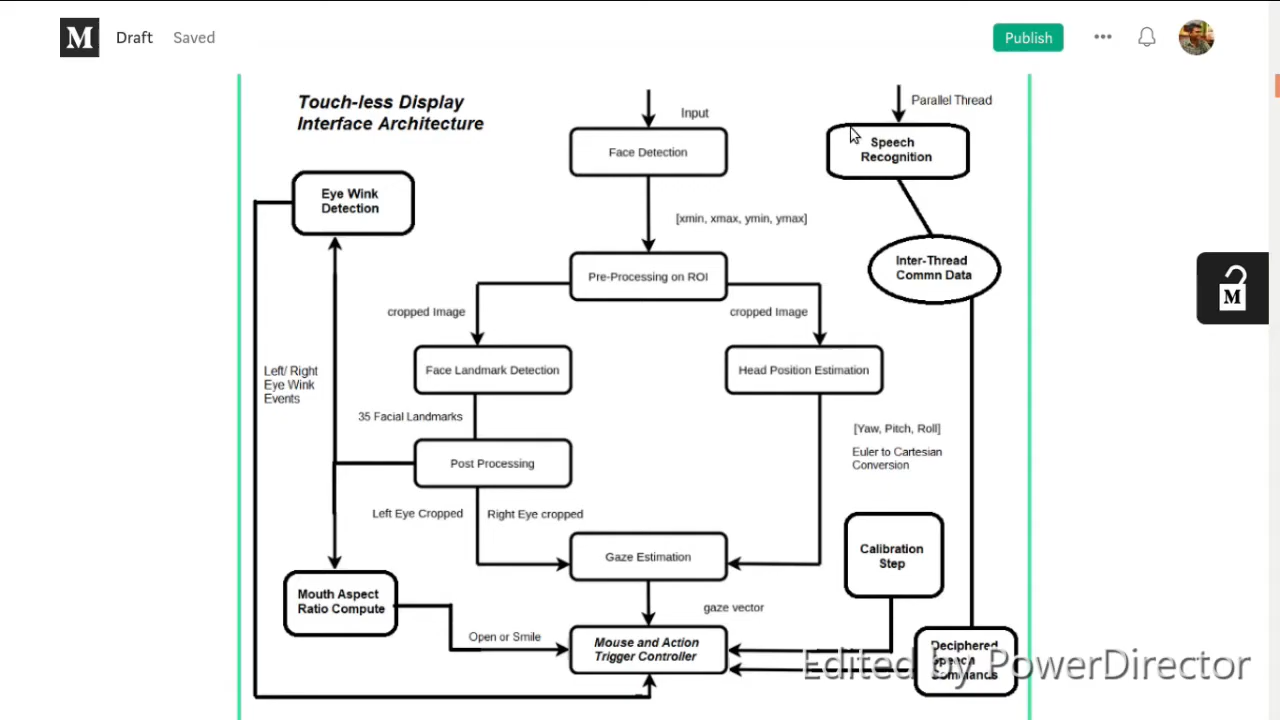 M
Draft
Saved
Publish
Touch-less Display
Interface Architecture
Input
Parallel Thread
Face Detection
Speech
Recognition
Eye Wink
Detection
[xmin, xmax, ymin, ymax]
Inter-Thread
Commn Data
Pre-Processing on ROI
cropped Image
cropped Image
M
Face Landmark Detection
Head Position Estimation
Left/ Right
Eye Wink
Events
35 Facial Landmarks
[Yaw, Pitch, Roll]
Euler to Cartesian
Conversion
Post Processing
Left Eye Cropped
Right Eye cropped
Gaze Estimation
Calibration
Step
Mouth Aspect
Ratio Compute
gaze vector
Open or Smile
Mouse and Action
Trigger Controller
Deciphered
Speech
Commands
Edited by PowerDirector